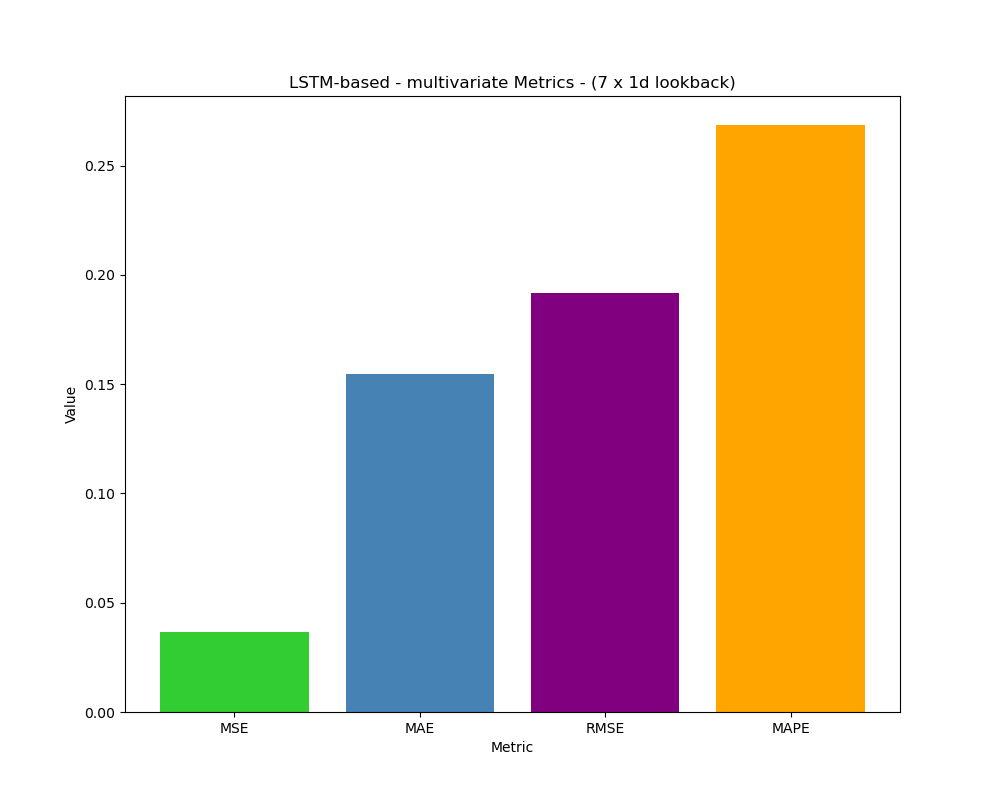 LSTM-based - multivariate Metrics - (7 x 1d lookback)
0.25
0.20
0.15
0.10
0.05
0.00
Value
MSE MAE RMSE MAPE
Metric